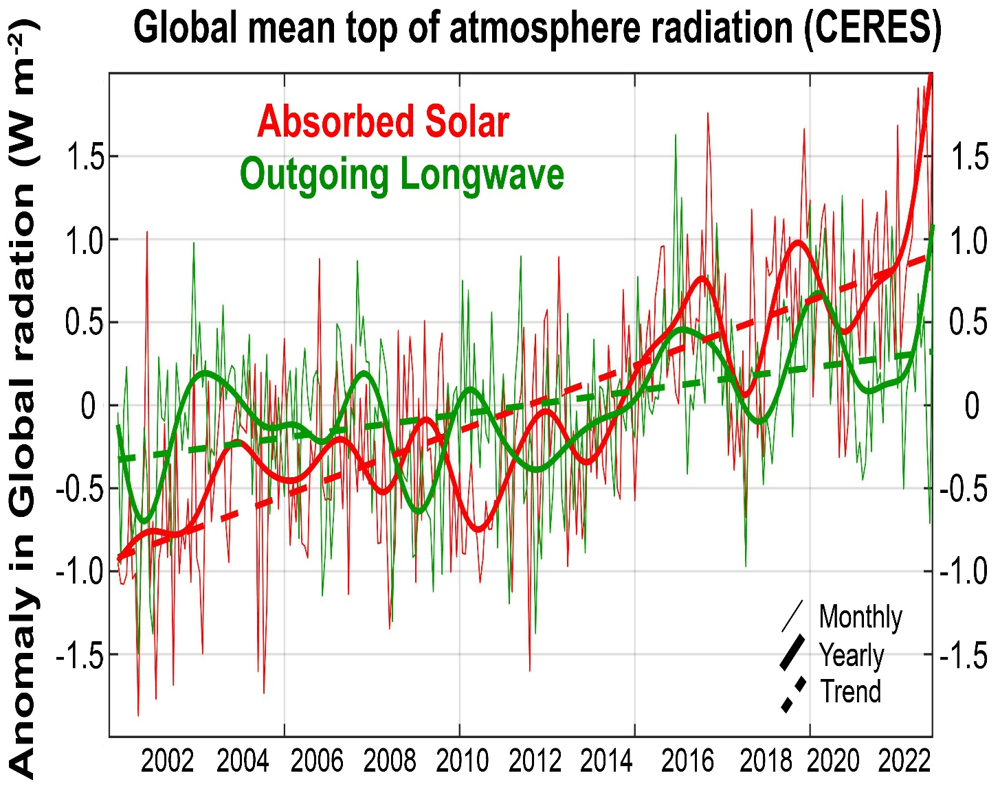 Global mean top of atmosphere radiation (CERES)
Anomaly in Global radation (W m⁻²)
Absorbed Solar
Outgoing Longwave
1.5 1.5
1.0 1.0
0.5 0.5
0 0
-0.5 -0.5
-1.0 -1.0
-1.5 -1.5
Monthly
Yearly
Trend
2002 2004 2006 2008 2010 2012 2014 2016 2018 2020 2022